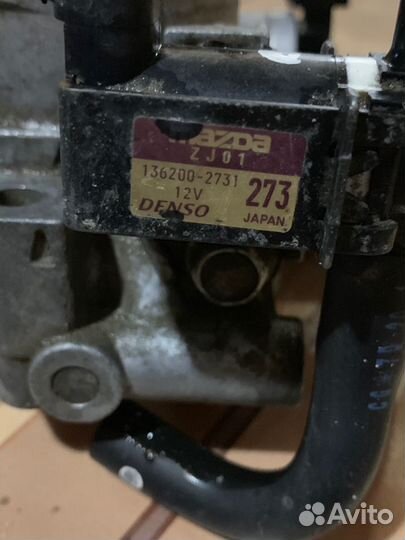 mazda
ZJ01
136200-2731
12V
273
DENSO
JAPAN
Avito